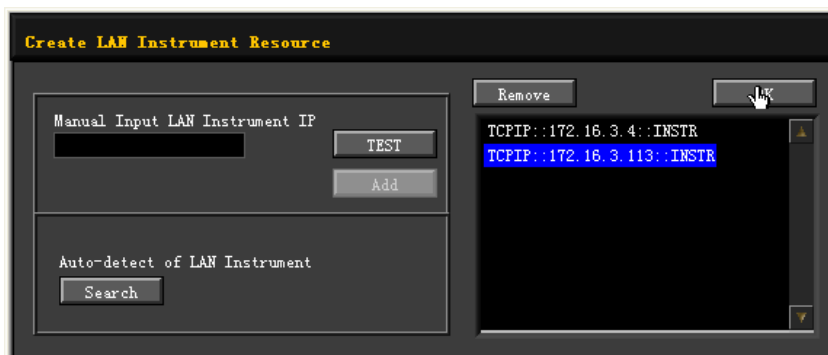 Create LAN Instrument Resource
Manual Input LAN Instrument IP
TEST
Add
Auto-detect of LAN Instrument
Search
Remove
TCPIP::172.16.3.4::INSTR
TCPIP::172.16.3.113::INSTR